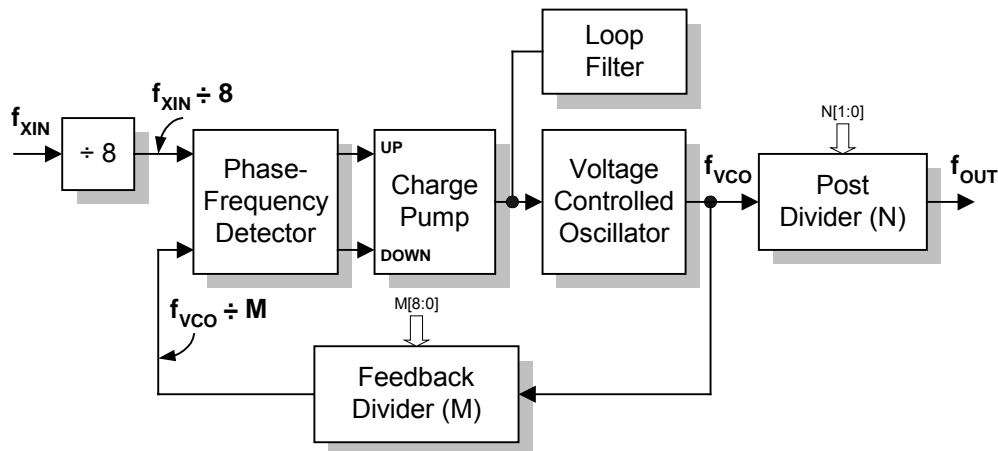 Loop
Filter
f_XIN ÷ 8
N[1:0]
f_XIN
÷ 8
Phase-
Frequency
Detector
UP
Charge
Pump
DOWN
Voltage
Controlled
Oscillator
f_VCO
Post
Divider (N)
f_OUT
f_VCO ÷ M
M[8:0]
Feedback
Divider (M)